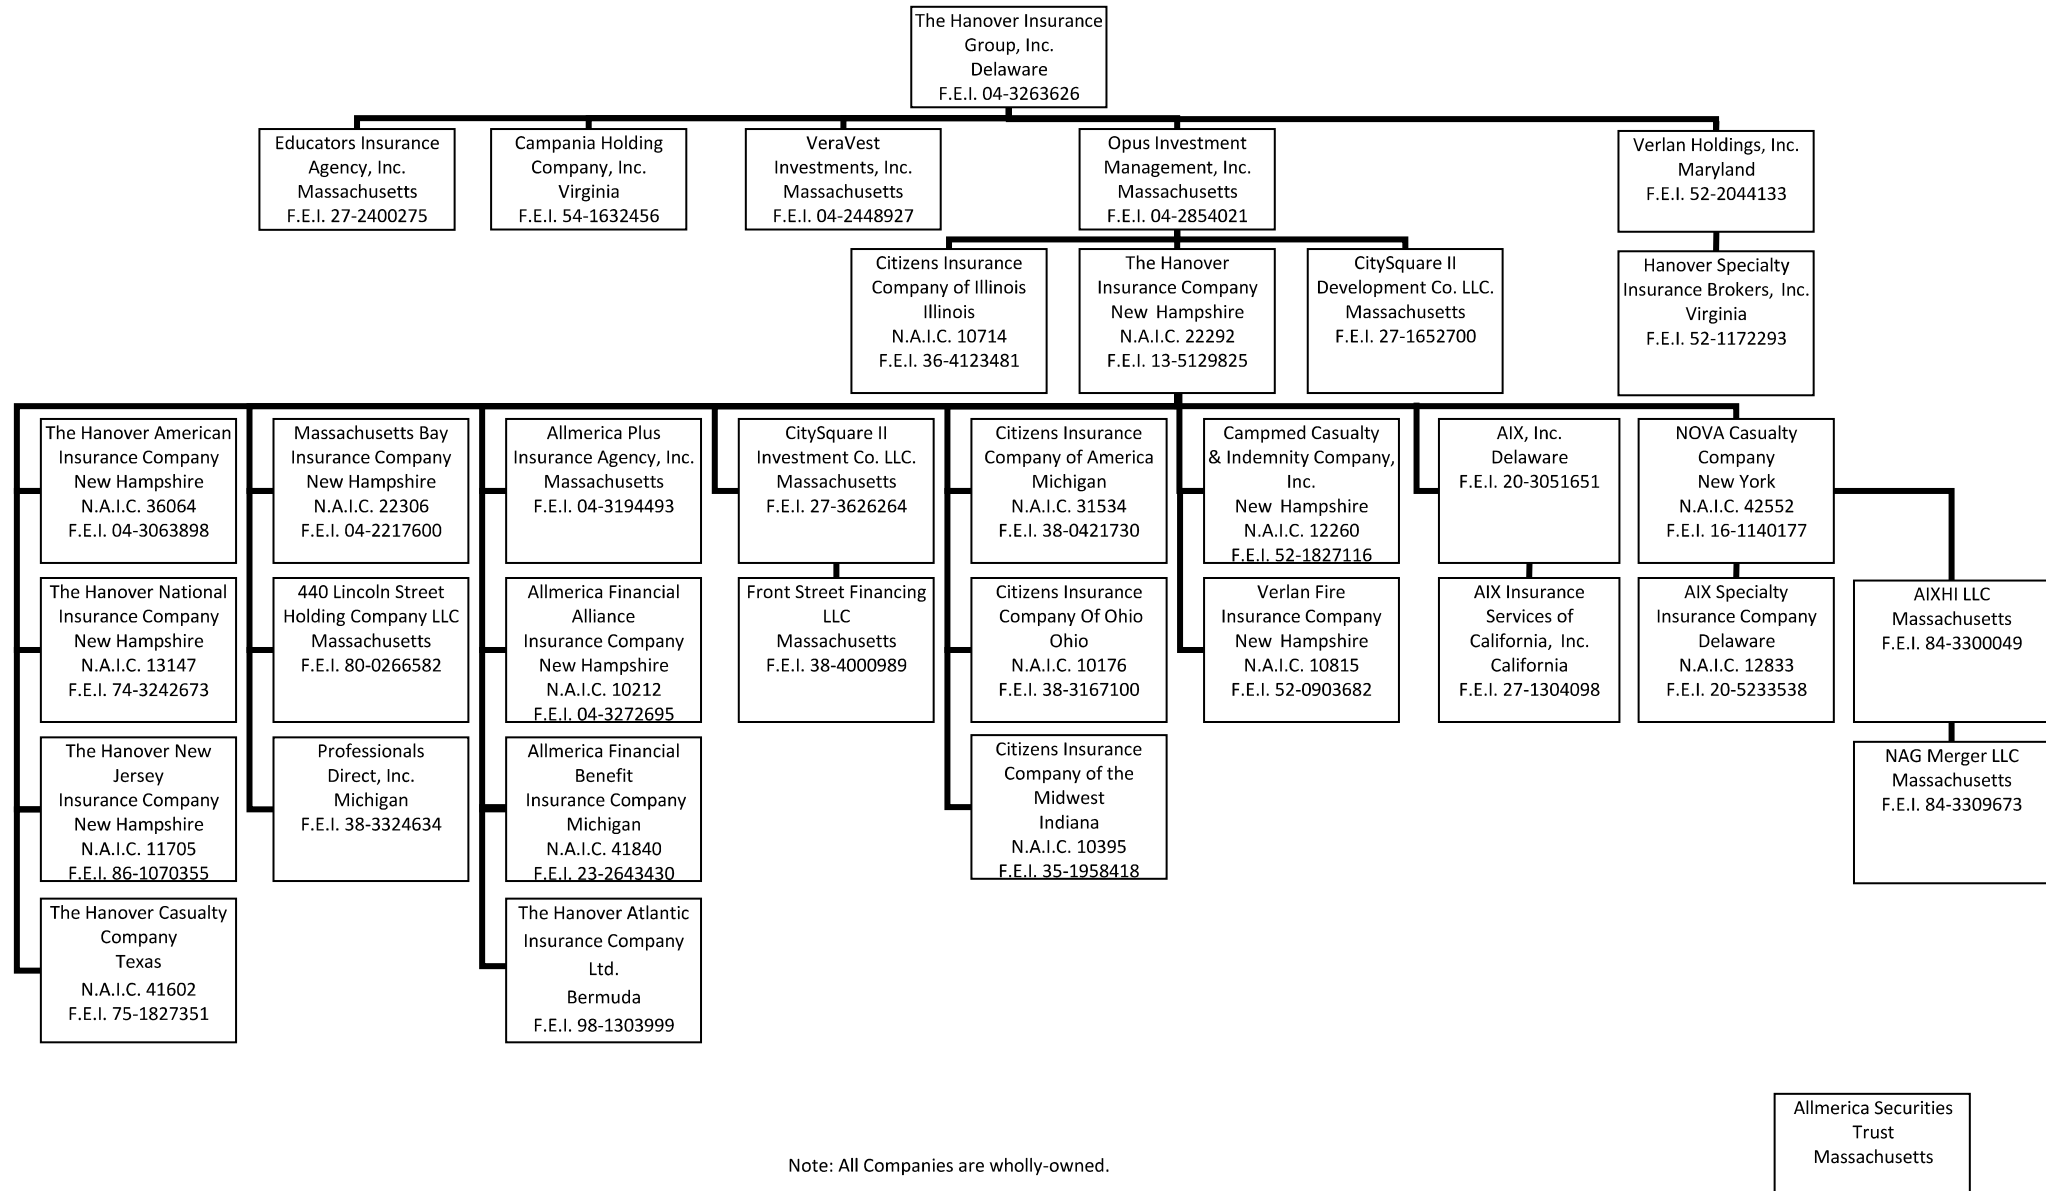 The Hanover Insurance
Group, Inc.
Delaware
F.E.I. 04-3263626
Educators Insurance
Agency, Inc.
Massachusetts
F.E.I. 27-2400275
Campania Holding
Company, Inc.
Virginia
F.E.I. 54-1632456
VeraVest
Investments, Inc.
Massachusetts
F.E.I. 04-2448927
Opus Investment
Management, Inc.
Massachusetts
F.E.I. 04-2854021
Verlan Holdings, Inc.
Maryland
F.E.I. 52-2044133
Citizens Insurance
Company of Illinois
Illinois
N.A.I.C. 10714
F.E.I. 36-4123481
The Hanover
Insurance Company
New Hampshire
N.A.I.C. 22292
F.E.I. 13-5129825
CitySquare II
Development Co. LLC.
Massachusetts
F.E.I. 27-1652700
Hanover Specialty
Insurance Brokers, Inc.
Virginia
F.E.I. 52-1172293
The Hanover American
Insurance Company
New Hampshire
N.A.I.C. 36064
F.E.I. 04-3063898
Massachusetts Bay
Insurance Company
New Hampshire
N.A.I.C. 22306
F.E.I. 04-2217600
Allmerica Plus
Insurance Agency, Inc.
Massachusetts
F.E.I. 04-3194493
CitySquare II
Investment Co. LLC.
Massachusetts
F.E.I. 27-3626264
Citizens Insurance
Company of America
Michigan
N.A.I.C. 31534
F.E.I. 38-0421730
Campmed Casualty
& Indemnity Company,
Inc.
New Hampshire
N.A.I.C. 12260
F.E.I. 52-1827116
AIX, Inc.
Delaware
F.E.I. 20-3051651
NOVA Casualty
Company
New York
N.A.I.C. 42552
F.E.I. 16-1140177
The Hanover National
Insurance Company
New Hampshire
N.A.I.C. 13147
F.E.I. 74-3242673
440 Lincoln Street
Holding Company LLC
Massachusetts
F.E.I. 80-0266582
Allmerica Financial
Alliance
Insurance Company
New Hampshire
N.A.I.C. 10212
F.E.I. 04-3272695
Front Street Financing
LLC
Massachusetts
F.E.I. 38-4000989
Citizens Insurance
Company Of Ohio
Ohio
N.A.I.C. 10176
F.E.I. 38-3167100
Verlan Fire
Insurance Company
New Hampshire
N.A.I.C. 10815
F.E.I. 52-0903682
AIX Insurance
Services of
California, Inc.
California
F.E.I. 27-1304098
AIX Specialty
Insurance Company
Delaware
N.A.I.C. 12833
F.E.I. 20-5233538
AIXHI LLC
Massachusetts
F.E.I. 84-3300049
The Hanover New
Jersey
Insurance Company
New Hampshire
N.A.I.C. 11705
F.E.I. 86-1070355
Professionals
Direct, Inc.
Michigan
F.E.I. 38-3324634
Allmerica Financial
Benefit
Insurance Company
Michigan
N.A.I.C. 41840
F.E.I. 23-2643430
Citizens Insurance
Company of the
Midwest
Indiana
N.A.I.C. 10395
F.E.I. 35-1958418
NAG Merger LLC
Massachusetts
F.E.I. 84-3309673
The Hanover Casualty
Company
Texas
N.A.I.C. 41602
F.E.I. 75-1827351
The Hanover Atlantic
Insurance Company
Ltd.
Bermuda
F.E.I. 98-1303999
Allmerica Securities
Trust
Massachusetts
Note: All Companies are wholly-owned.